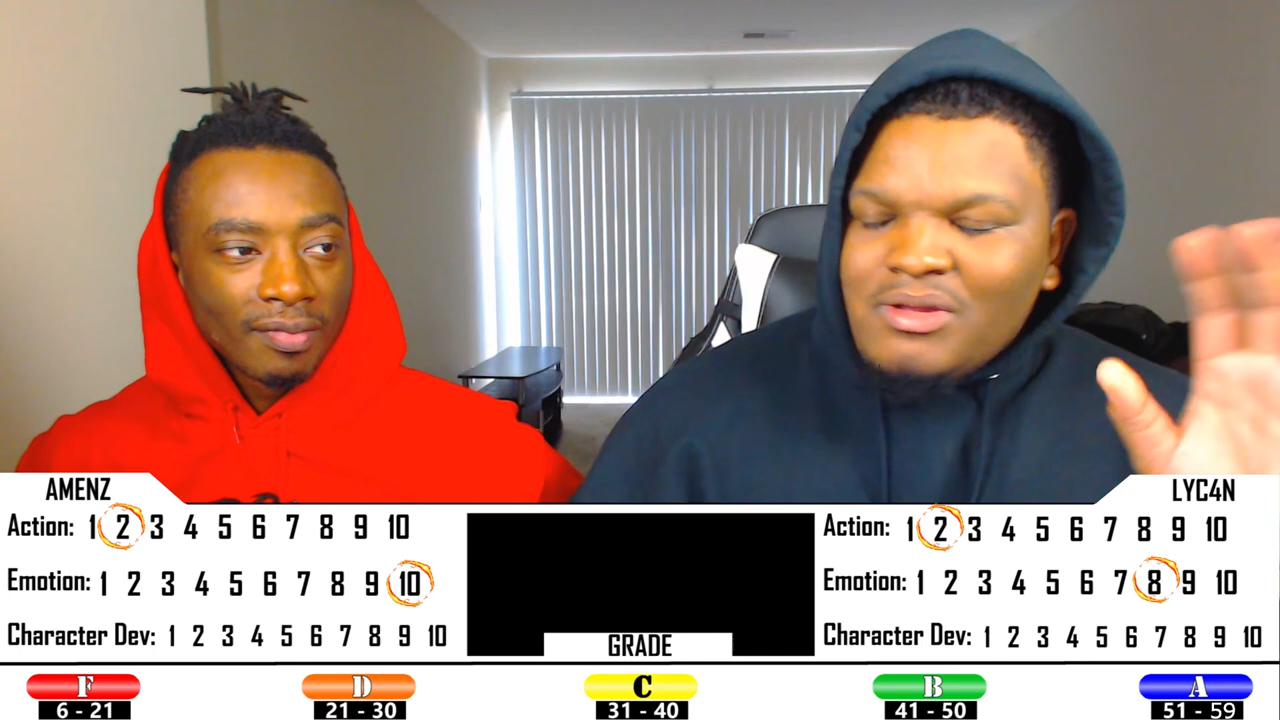 AMENZ
Action: 1 2 3 4 5 6 7 8 9 10
Emotion: 1 2 3 4 5 6 7 8 9 10
Character Dev: 1 2 3 4 5 6 7 8 9 10
GRADE
LYC4N
Action: 1 2 3 4 5 6 7 8 9 10
Emotion: 1 2 3 4 5 6 7 8 9 10
Character Dev: 1 2 3 4 5 6 7 8 9 10
F D C B A
6 - 21 21 - 30 31 - 40 41 - 50 51 - 59